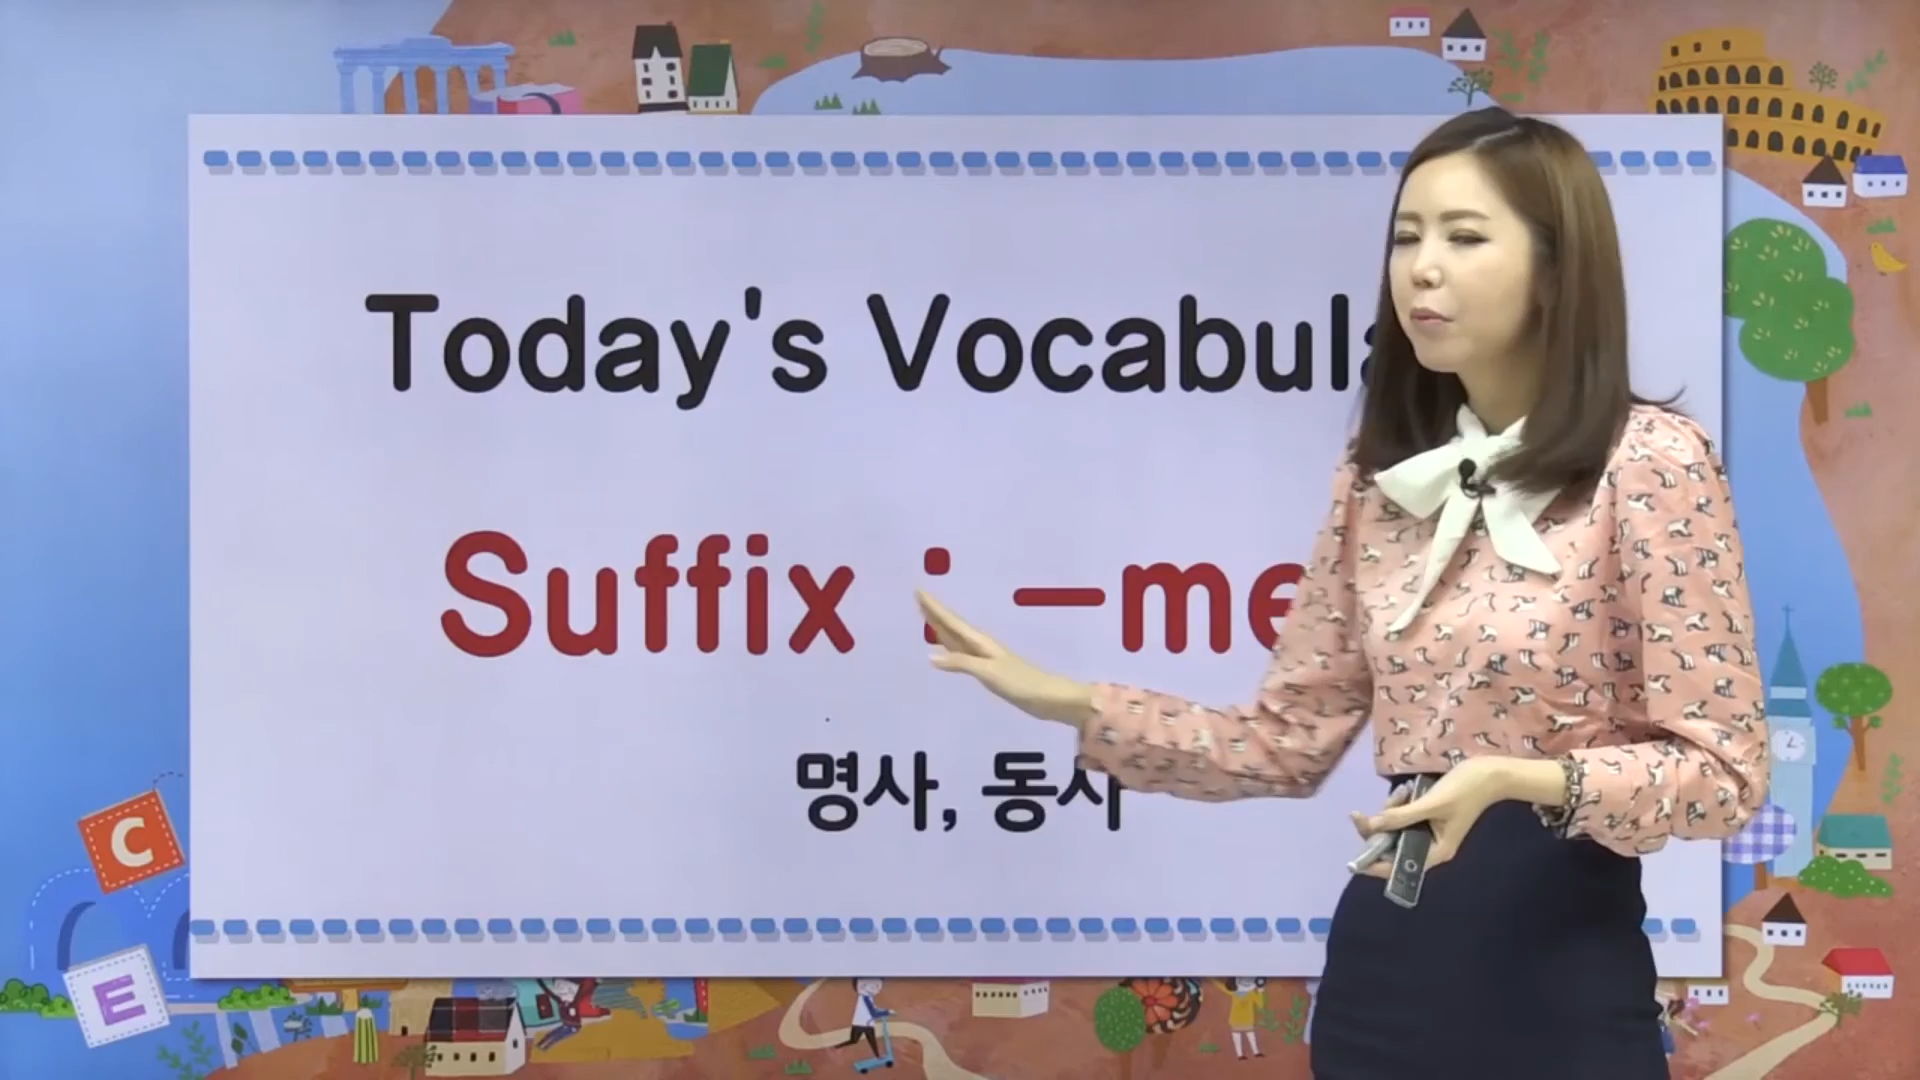 Today's Vocabula
Suffix : -me
명사, 동사
C
E